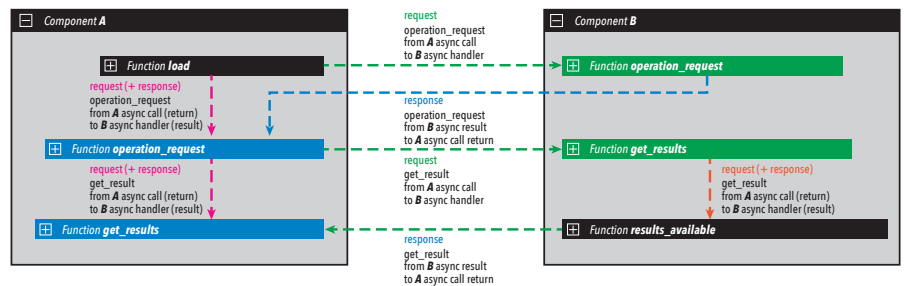 Component A
request
operation_request
from A async call
to B async handler
Component B
Function load
Function operation_request
request (+ response)
operation_request
from A async call (return)
to B async handler (result)
response
operation_request
from B async result
to A async call return
Function operation_request
Function get_results
request (+ response)
get_result
from A async call (return)
to B async handler (result)
request
get_result
from A async call
to B async handler
request (+ response)
get_result
from A async call (return)
to B async handler (result)
Function get_results
Function results_available
response
get_result
from B async result
to A async call return